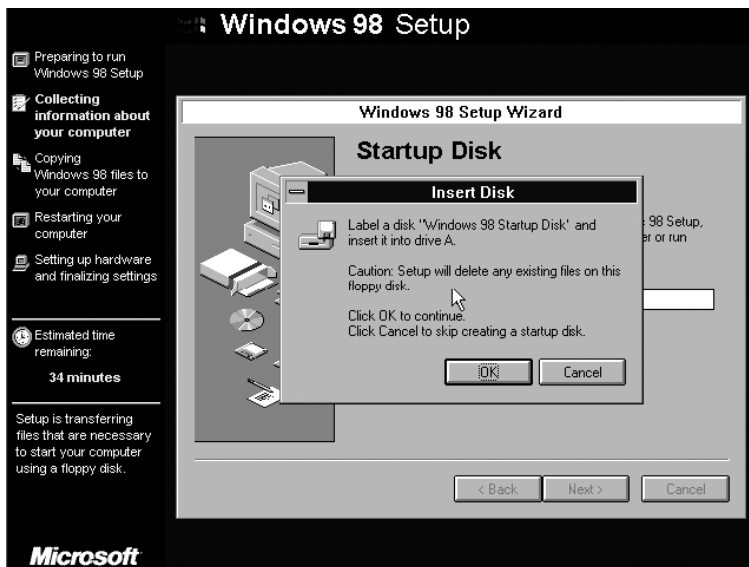 Windows 98 Setup
Preparing to run
Windows 98 Setup
Collecting
information about
your computer
Copying
Windows 98 files to
your computer
Restarting your
computer
Setting up hardware
and finalizing settings
Estimated time
remaining:
34 minutes
Setup is transferring
files that are necessary
to start your computer
using a floppy disk.
Microsoft
Windows 98 Setup Wizard
Startup Disk
98 Setup,
or run
Insert Disk
Label a disk "Windows 98 Startup Disk" and
insert it into drive A.
Caution: Setup will delete any existing files on this
floppy disk.
Click OK to continue.
Click Cancel to skip creating a startup disk.
OK
Cancel
< Back
Next >
Cancel